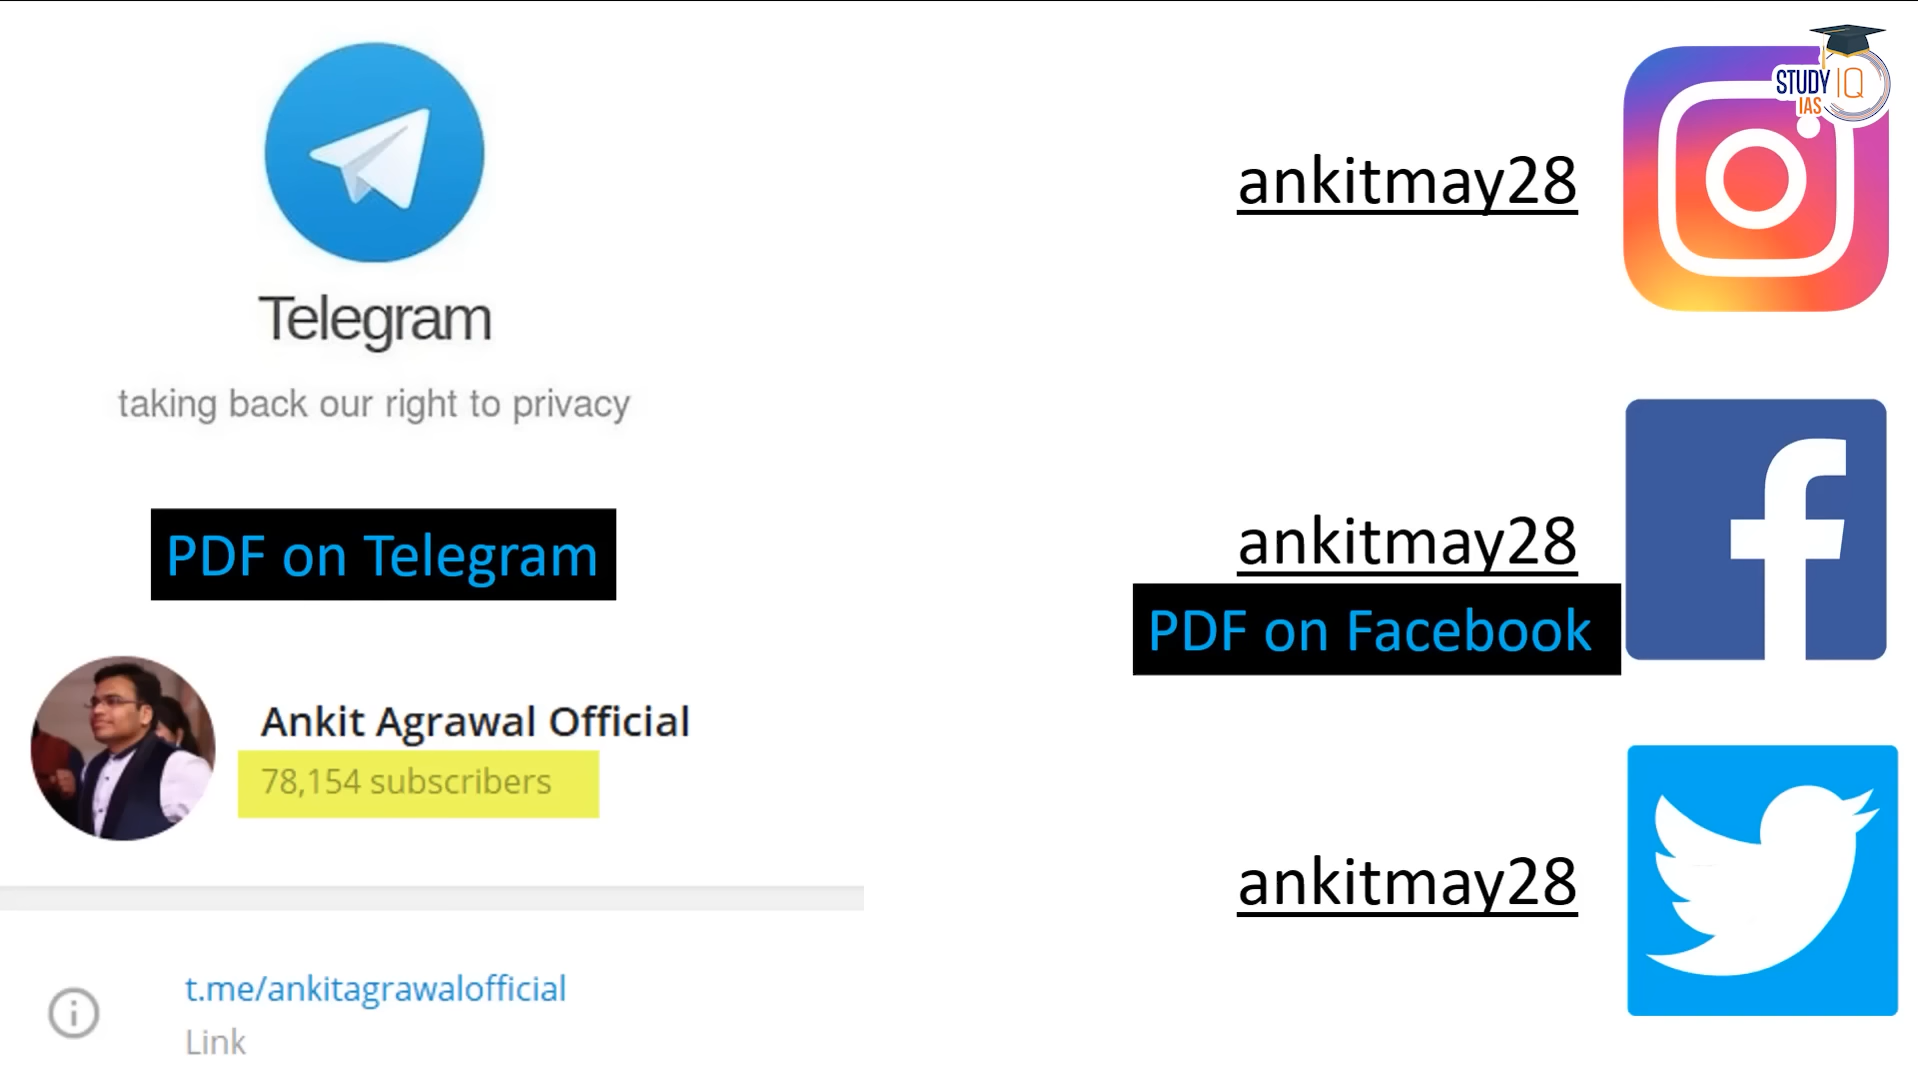 Telegram
taking back our right to privacy
PDF on Telegram
Ankit Agrawal Official
78,154 subscribers
t.me/ankitagrawalofficial
Link
STUDY IQ
IAS
ankitmay28
ankitmay28
PDF on Facebook
ankitmay28